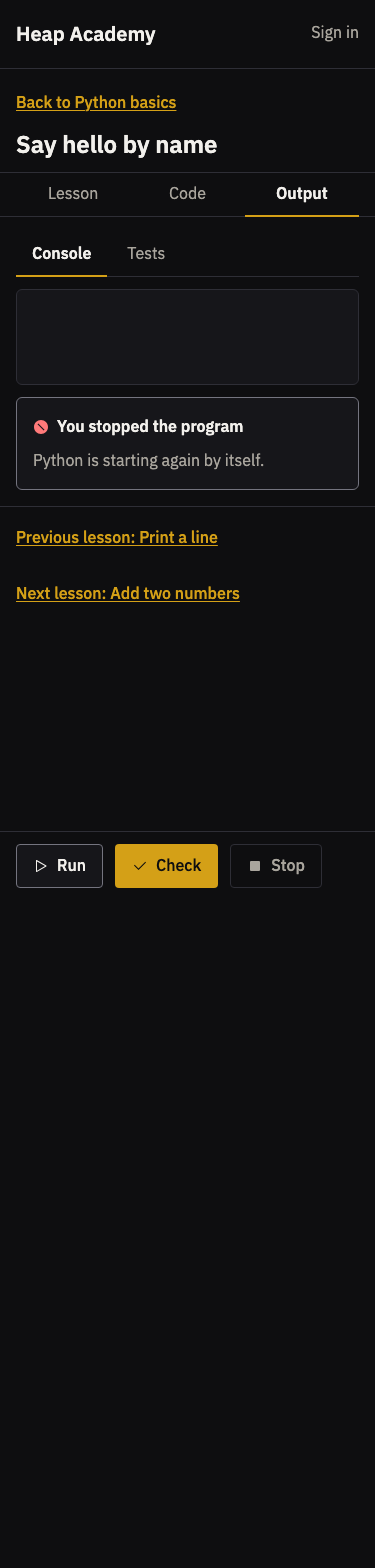 Heap Academy
Sign in
Back to Python basics
Say hello by name
Lesson
Code
Output
Console
Tests
You stopped the program
Python is starting again by itself.
Previous lesson: Print a line
Next lesson: Add two numbers
Run
Check
Stop